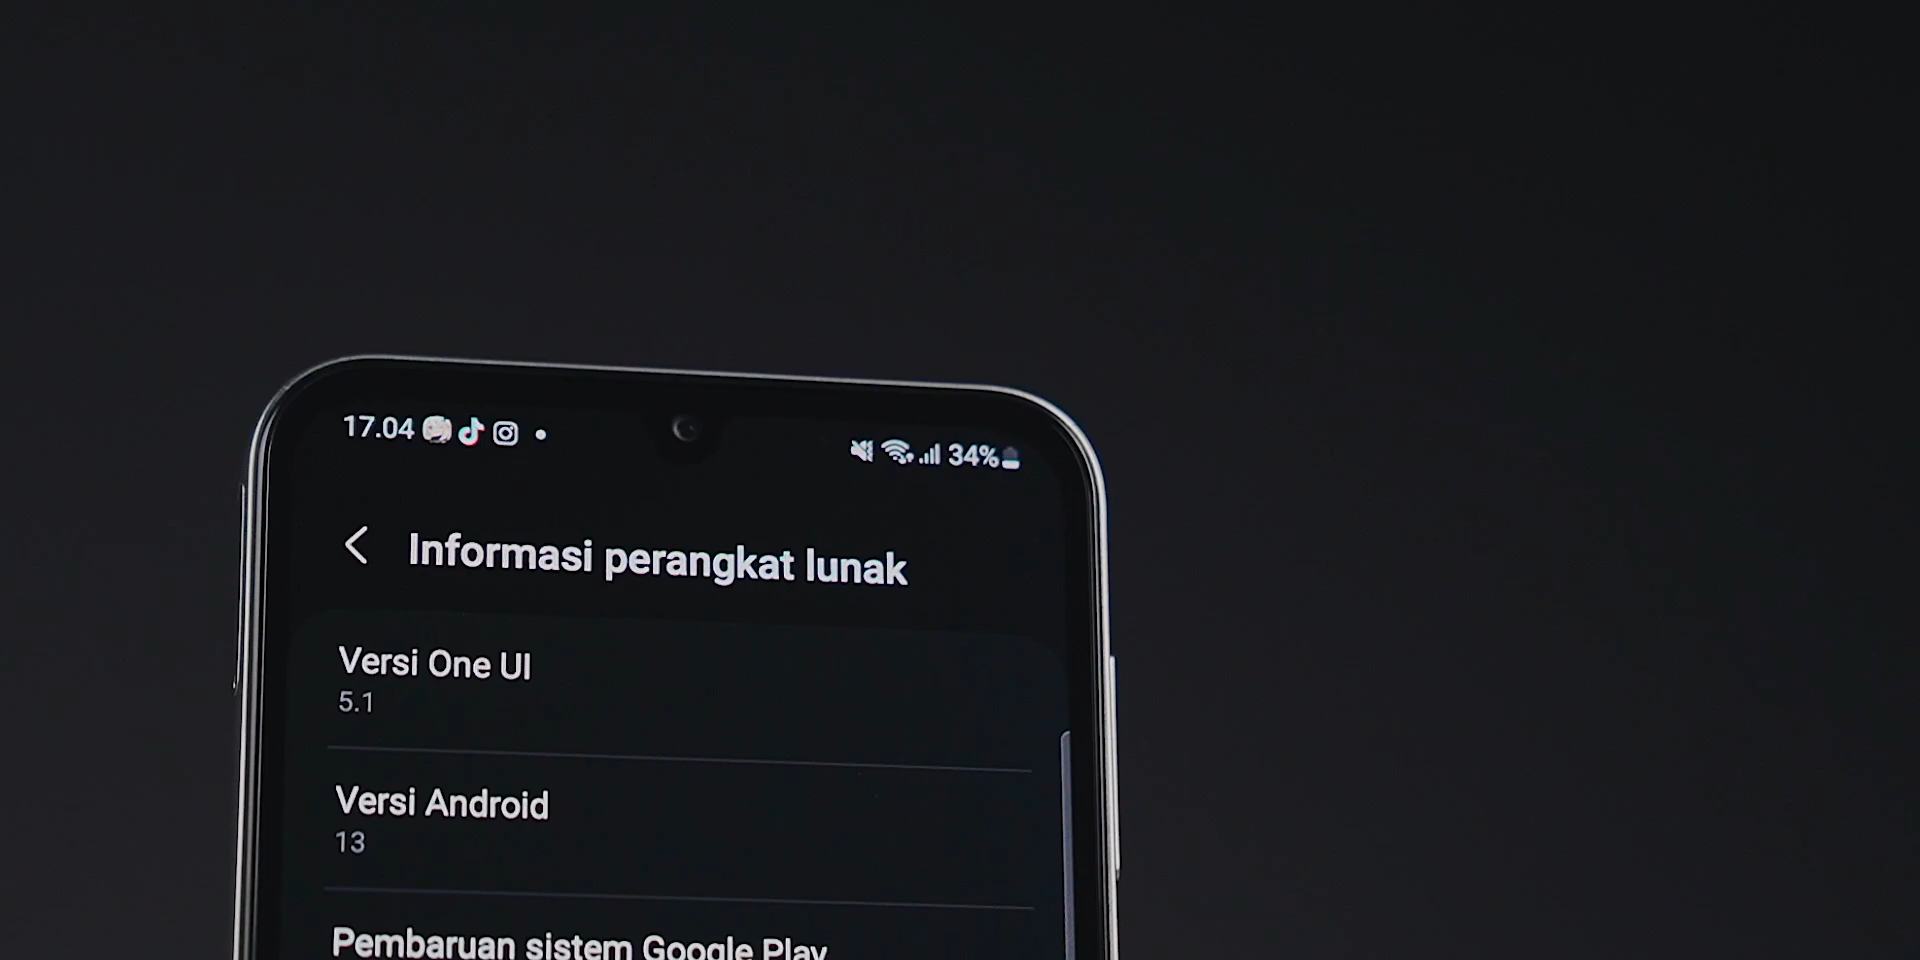 17.04
34%
Informasi perangkat lunak
Versi One UI
5.1
Versi Android
13
Pembaruan sistem Google Play